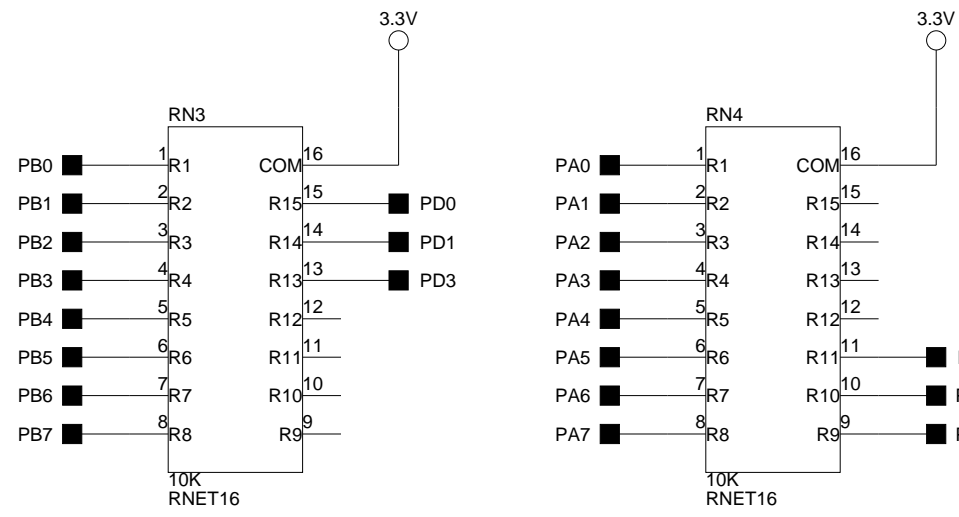 3.3V
RN3
PB0 1 R1 COM 16
PB1 2 R2 R15 15 PD0
PB2 3 R3 R14 14 PD1
PB3 4 R4 R13 13 PD3
PB4 5 R5 R12 12
PB5 6 R6 R11 11
PB6 7 R7 R10 10
PB7 8 R8 R9 9
10K
RNET16
3.3V
RN4
PA0 1 R1 COM 16
PA1 2 R2 R15 15
PA2 3 R3 R14 14
PA3 4 R4 R13 13
PA4 5 R5 R12 12
PA5 6 R6 R11 11
PA6 7 R7 R10 10
PA7 8 R8 R9 9
10K
RNET16